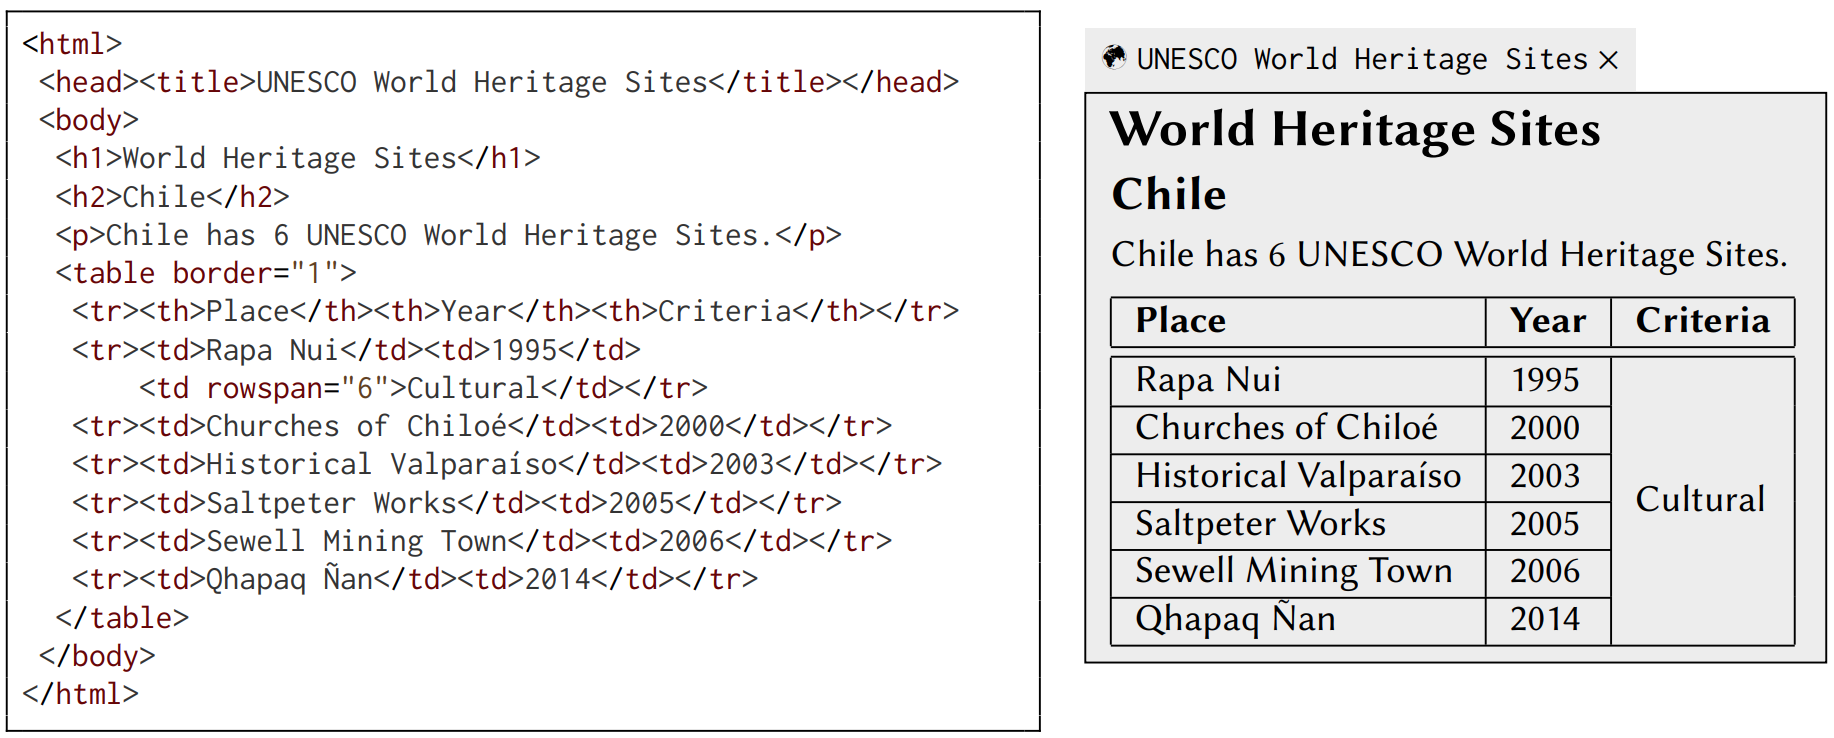 <html>
<head><title>UNESCO World Heritage Sites</title></head>
<body>
<h1>World Heritage Sites</h1>
<h2>Chile</h2>
<p>Chile has 6 UNESCO World Heritage Sites.</p>
<table border="1">
<tr><th>Place</th><th>Year</th><th>Criteria</th></tr>
<tr><td>Rapa Nui</td><td>1995</td>
<td rowspan="6">Cultural</td></tr>
<tr><td>Churches of Chiloé</td><td>2000</td></tr>
<tr><td>Historical Valparaíso</td><td>2003</td></tr>
<tr><td>Saltpeter Works</td><td>2005</td></tr>
<tr><td>Sewell Mining Town</td><td>2006</td></tr>
<tr><td>Qhapaq Ñan</td><td>2014</td></tr>
</table>
</body>
</html>
UNESCO World Heritage Sites ×
World Heritage Sites
Chile
Chile has 6 UNESCO World Heritage Sites.
Place Year Criteria
Rapa Nui 1995
Churches of Chiloé 2000
Historical Valparaíso 2003
Cultural
Saltpeter Works 2005
Sewell Mining Town 2006
Qhapaq Ñan 2014